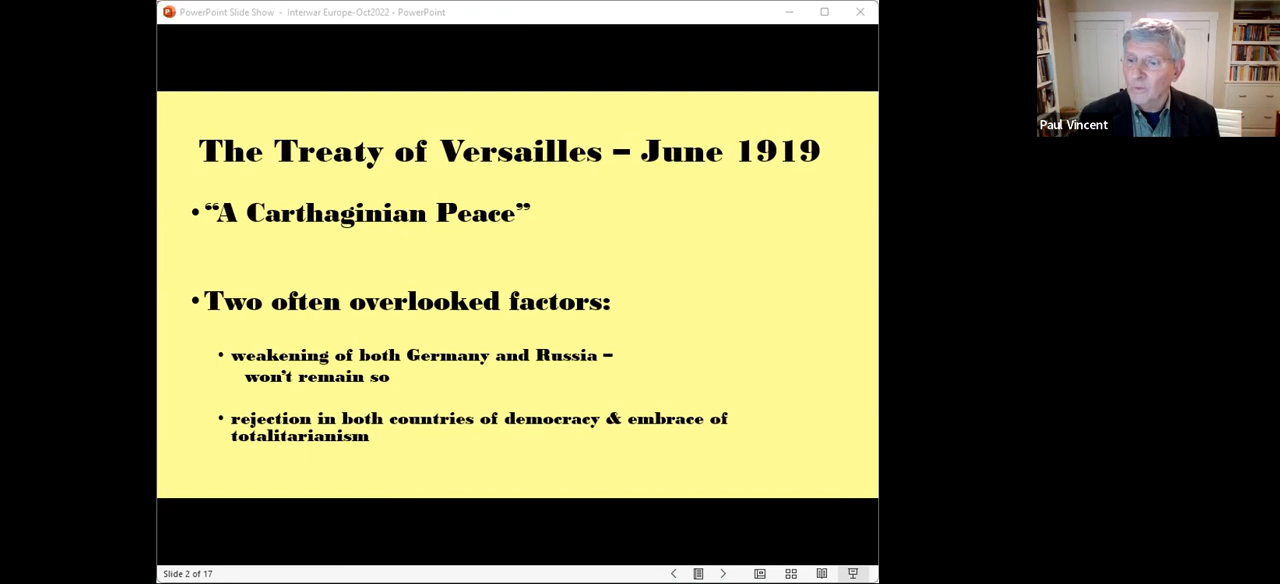 PowerPoint Slide Show - Interwar Europe-Oct2022 - PowerPoint
The Treaty of Versailles – June 1919
• “A Carthaginian Peace”
• Two often overlooked factors:
• weakening of both Germany and Russia –
won’t remain so
• rejection in both countries of democracy & embrace of
totalitarianism
Slide 2 of 17
Paul Vincent